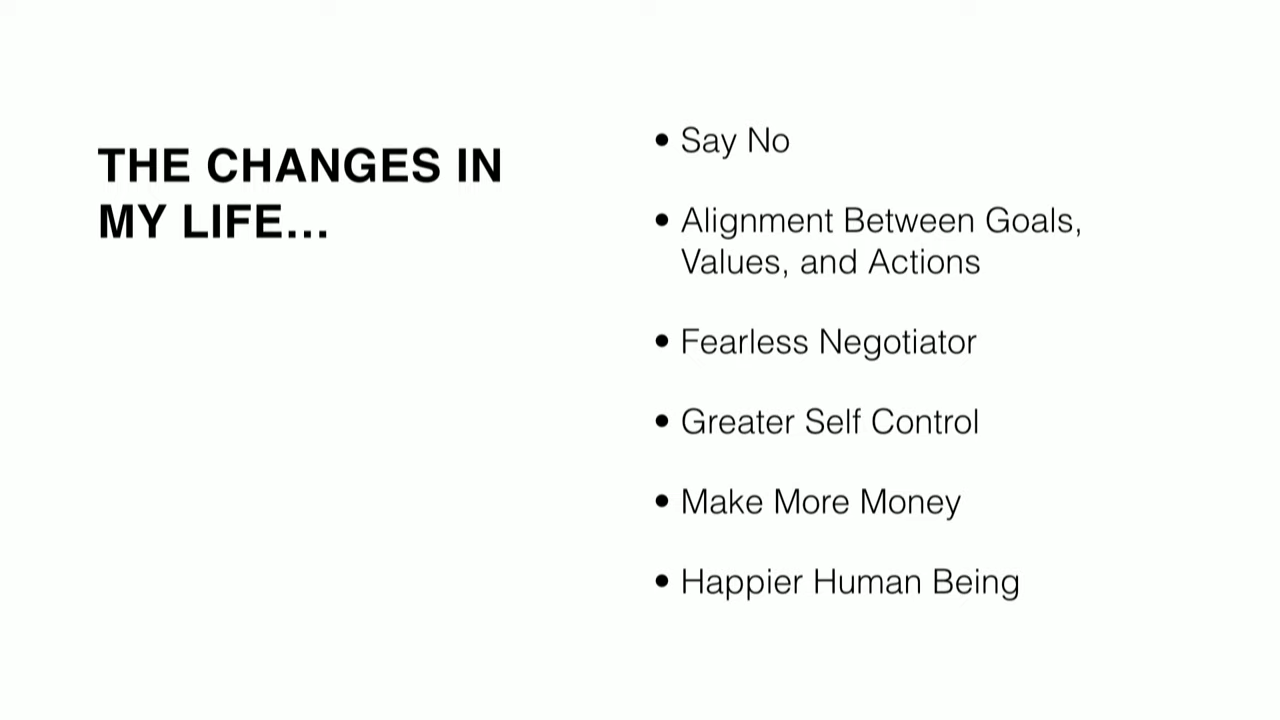 THE CHANGES IN
MY LIFE...
• Say No
• Alignment Between Goals,
Values, and Actions
• Fearless Negotiator
• Greater Self Control
• Make More Money
• Happier Human Being